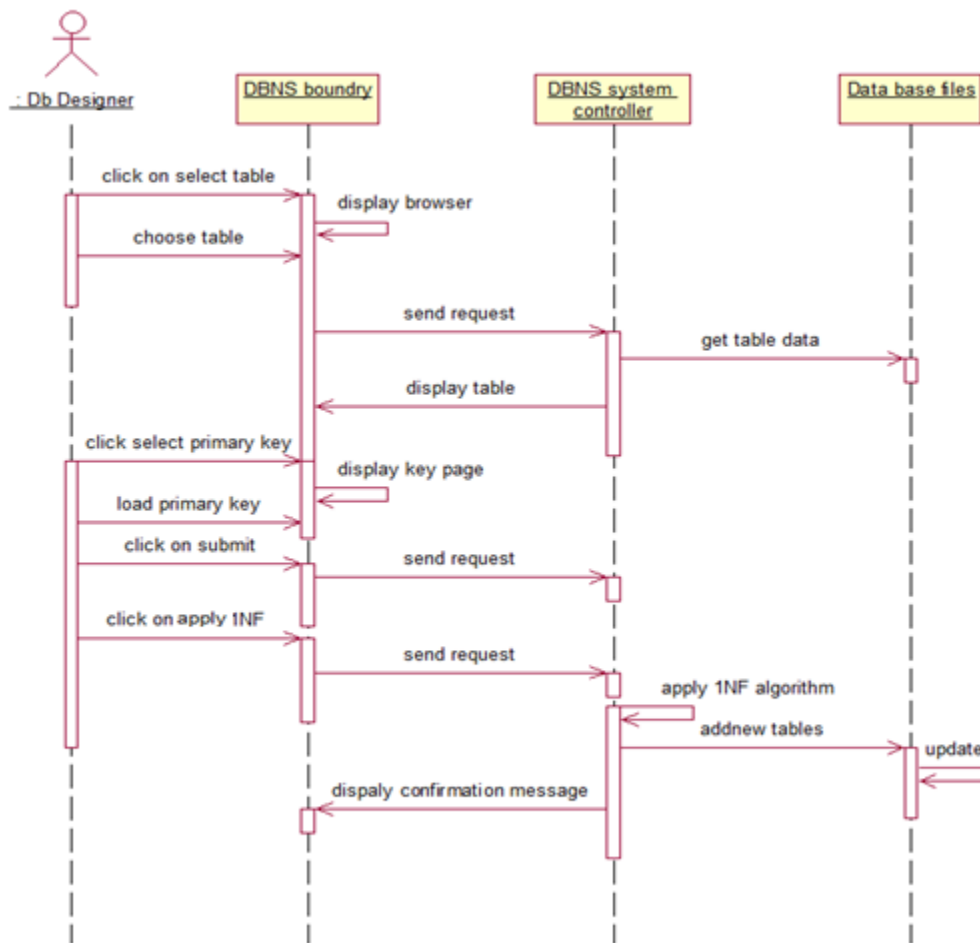 : Db Designer
DBNS boundry
DBNS system
controller
Data base files
click on select table
display browser
choose table
send request
get table data
display table
click select primary key
display key page
load primary key
click on submit
send request
click on apply 1NF
send request
apply 1NF algorithm
addnew tables
update
dispaly confirmation message